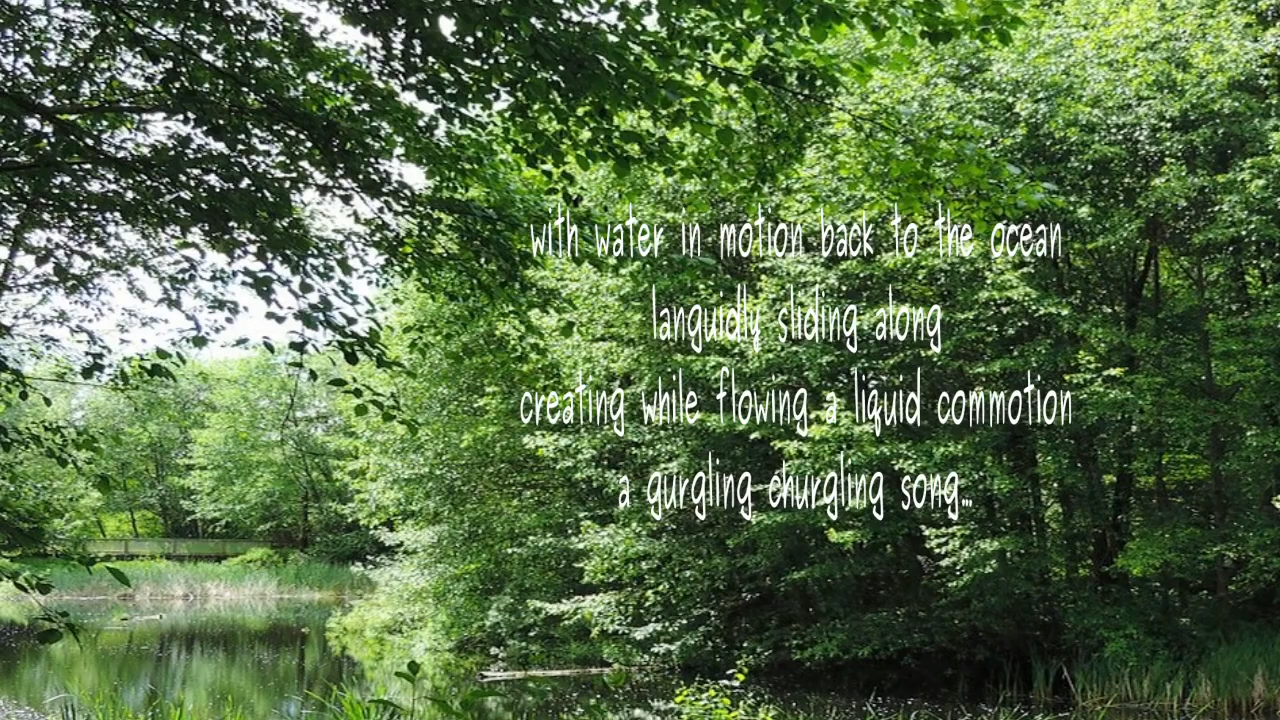 with water in motion back to the ocean
languidly sliding along
creating while flowing a liquid commotion
a gurgling churgling song...